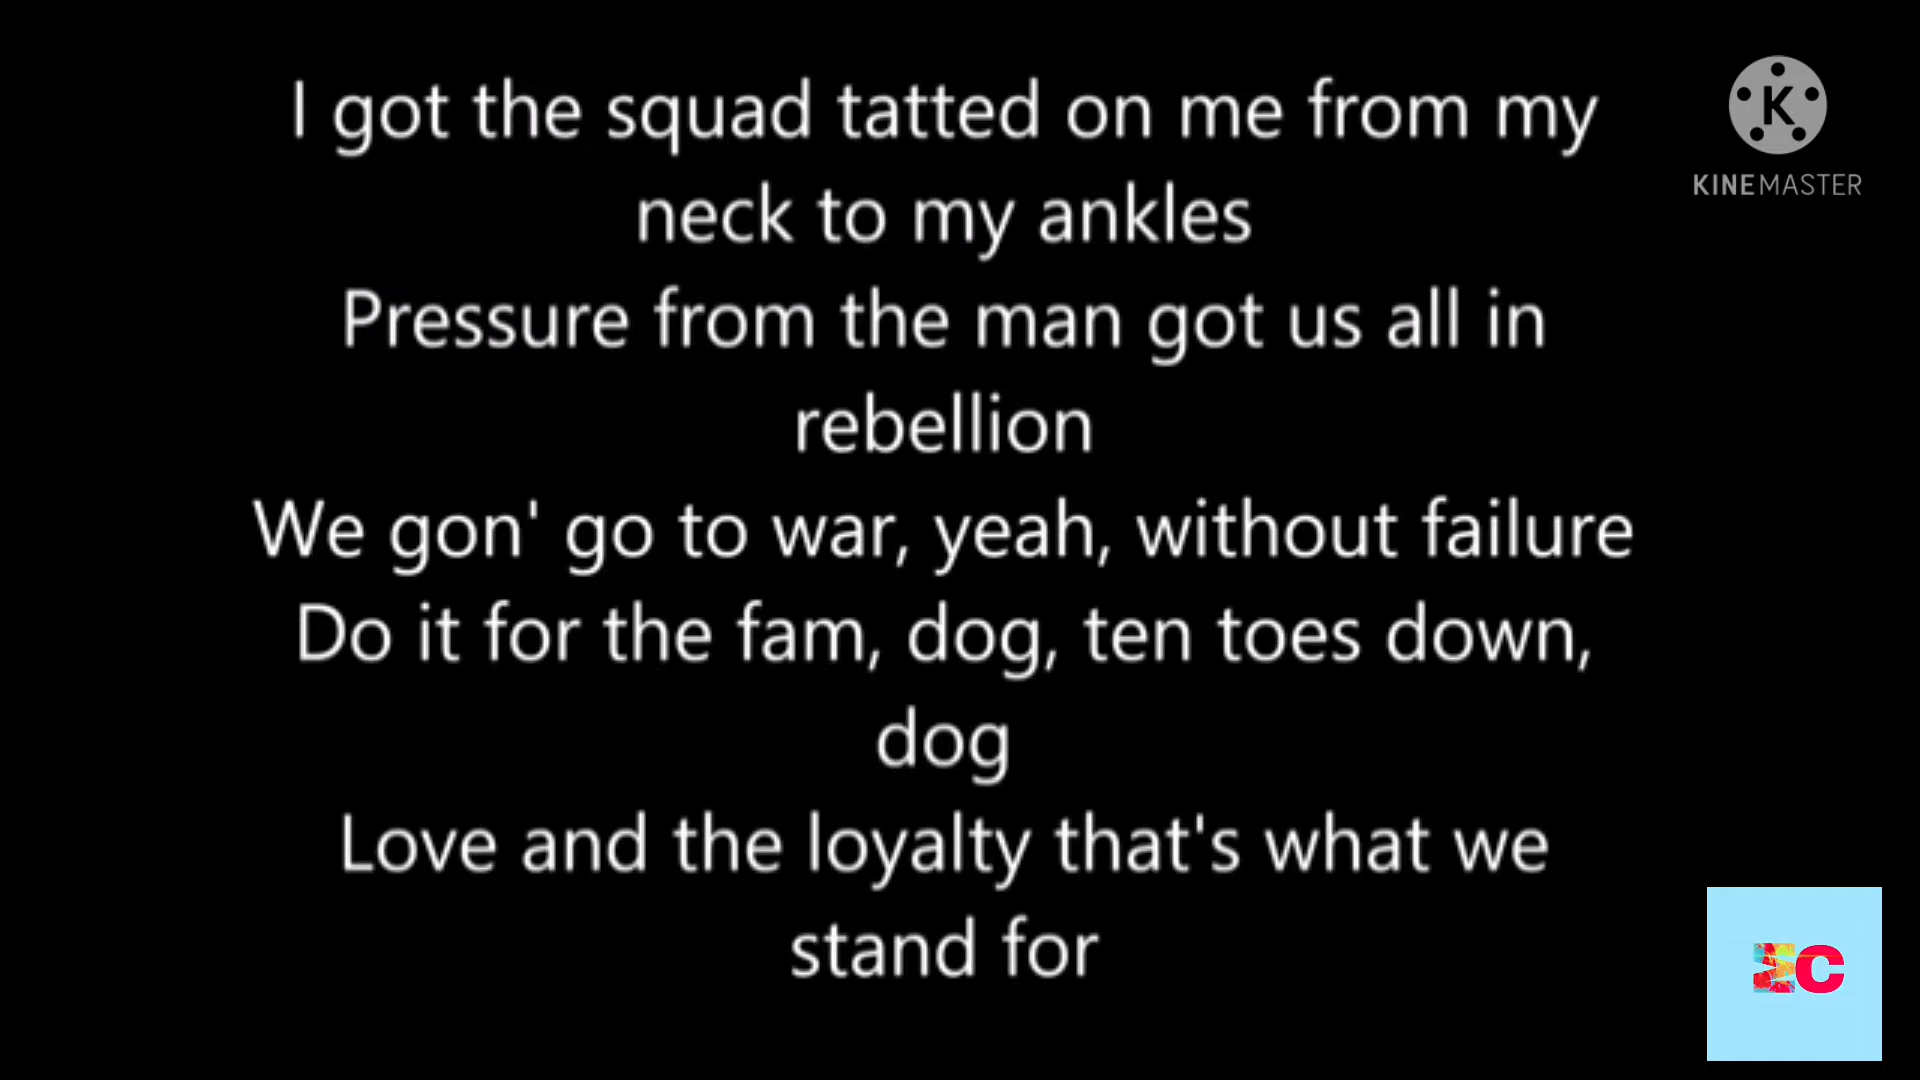 I got the squad tatted on me from my
neck to my ankles
Pressure from the man got us all in
rebellion
We gon' go to war, yeah, without failure
Do it for the fam, dog, ten toes down,
dog
Love and the loyalty that's what we
stand for
K
KINEMASTER
C